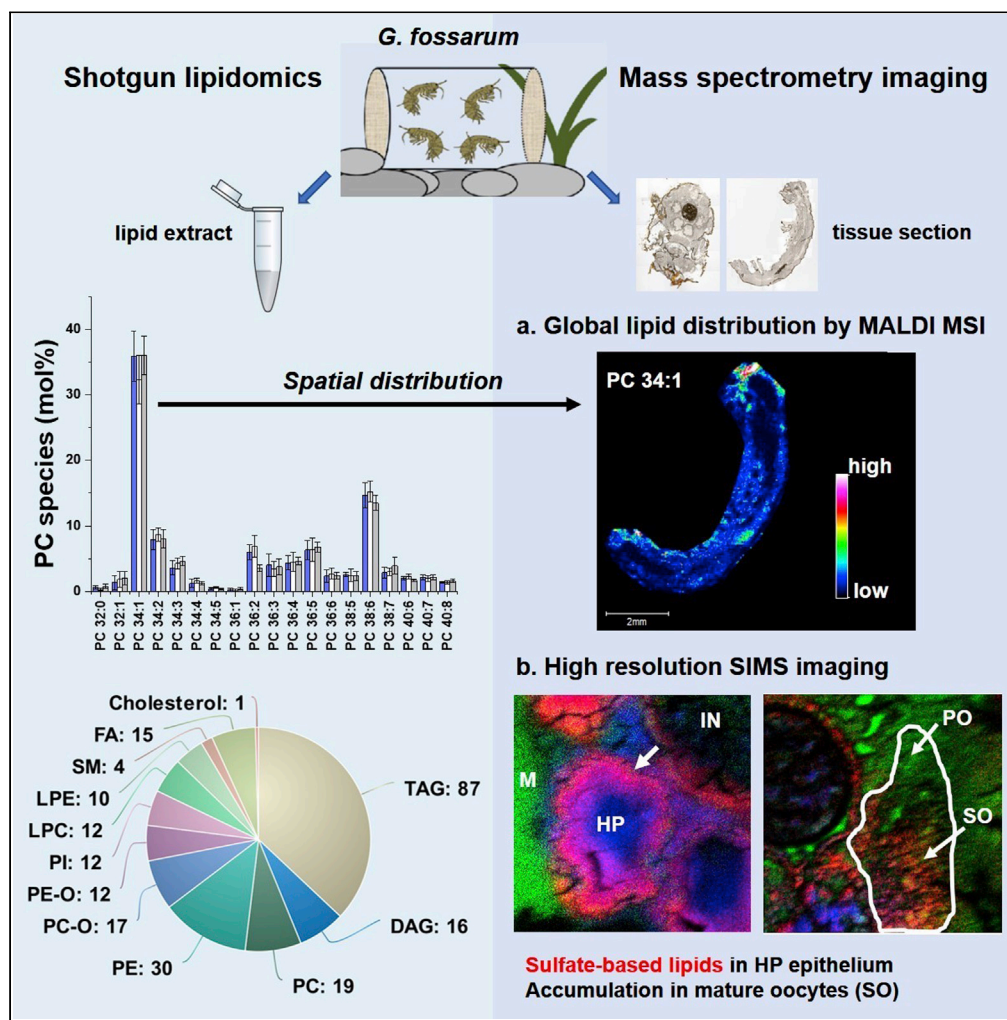 G. fossarum
Shotgun lipidomics
Mass spectrometry imaging
lipid extract
tissue section
PC species (mol%)
40
30
20
10
0
PC 32:0
PC 32:1
PC 34:1
PC 34:2
PC 34:3
PC 34:4
PC 34:5
PC 36:1
PC 36:2
PC 36:3
PC 36:4
PC 36:5
PC 36:6
PC 38:5
PC 38:6
PC 38:7
PC 40:6
PC 40:7
PC 40:8
Spatial distribution
a. Global lipid distribution by MALDI MSI
PC 34:1
high
low
2mm
Cholesterol: 1
FA: 15
SM: 4
LPE: 10
LPC: 12
PI: 12
PE-O: 12
PC-O: 17
PE: 30
PC: 19
DAG: 16
TAG: 87
b. High resolution SIMS imaging
IN
M
HP
PO
SO
Sulfate-based lipids in HP epithelium
Accumulation in mature oocytes (SO)